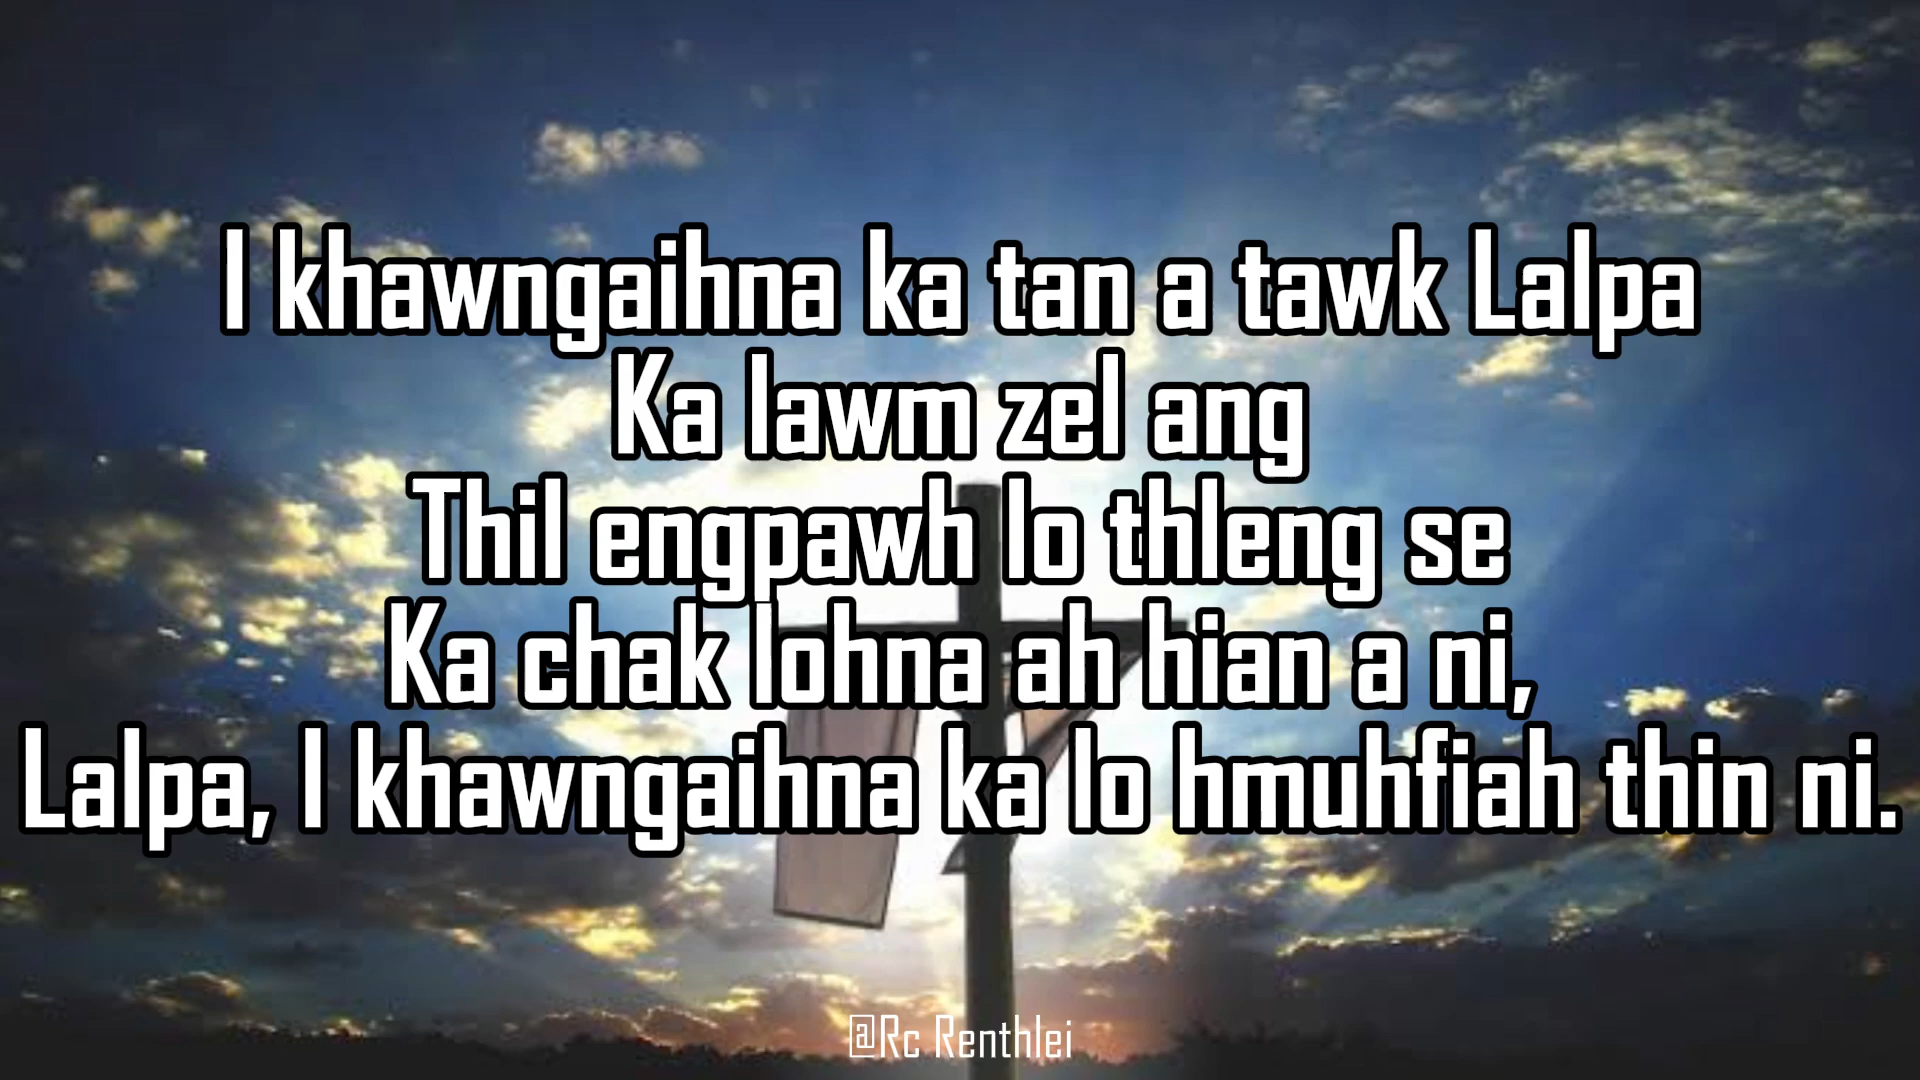 I khawngaihna ka tan a tawk Lalpa
Ka lawm zel ang
Thil engpawh lo thleng se
Ka chak lohna ah hian a ni,
Lalpa, I khawngaihna ka lo hmuhfiah thin ni.
@Rc Renthlei